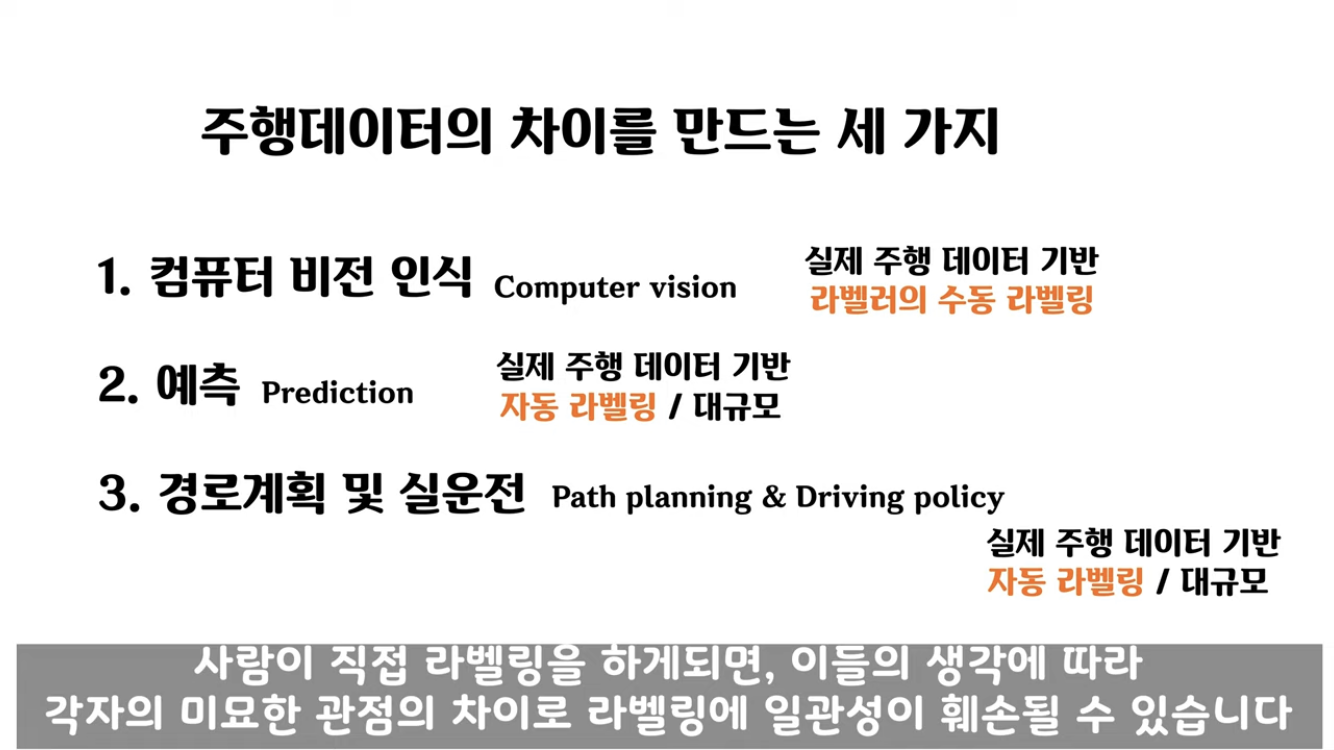 주행데이터의 차이를 만드는 세 가지
1. 컴퓨터 비전 인식 Computer vision
실제 주행 데이터 기반
라벨러의 수동 라벨링
2. 예측 Prediction
실제 주행 데이터 기반
자동 라벨링 / 대규모
3. 경로계획 및 실운전 Path planning & Driving policy
실제 주행 데이터 기반
자동 라벨링 / 대규모
사람이 직접 라벨링을 하게되면, 이들의 생각에 따라
각자의 미묘한 관점의 차이로 라벨링에 일관성이 훼손될 수 있습니다